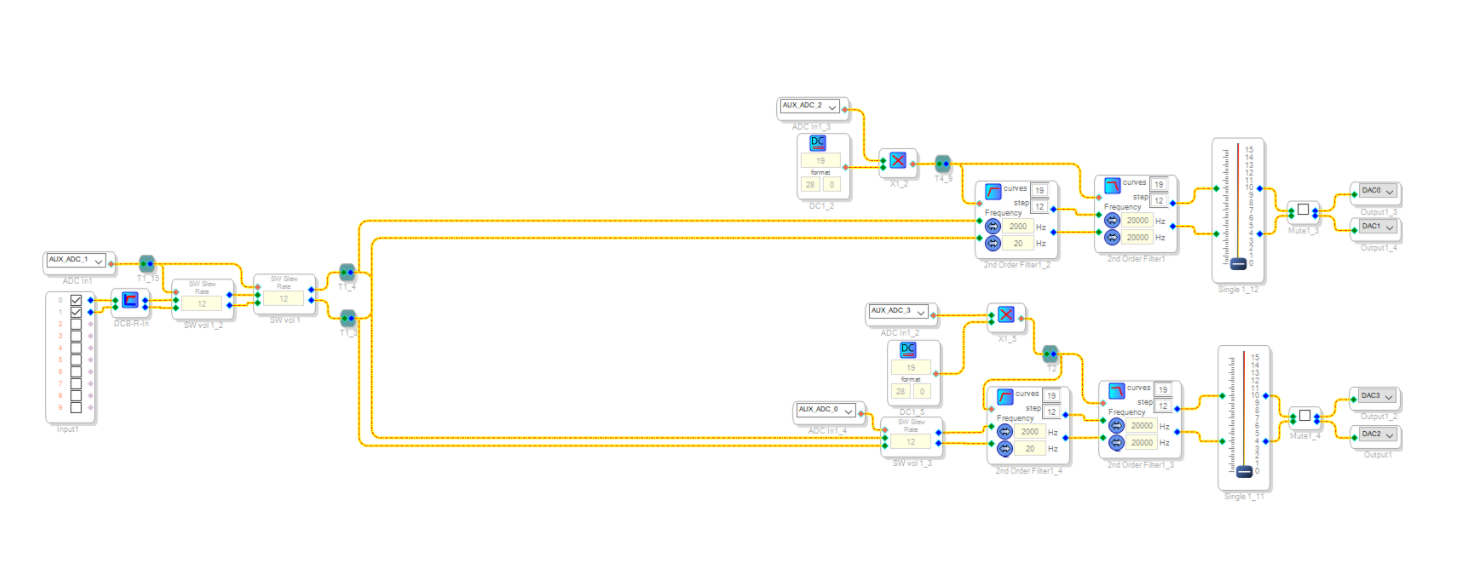 AUX_ADC_2
ADC In1_3
DC
19
format
28 0
DC1_2
X1_2
T4_6
curves 19
step 12
Frequency
2000 Hz
20 Hz
2nd Order Filter1_2
curves 19
step 12
Frequency
20000 Hz
20000 Hz
2nd Order Filter1
15
14
13
12
11
10
9
8
7
6
5
4
3
2
1
0
Single 1_12
Mute1_3
DAC0
Output1_3
DAC1
Output1_4
AUX_ADC_1
ADC In1
T1_15
0
1
2
3
4
5
6
7
8
9
Input1
DCB-R-In
SW Slew
Rate
12
SW vol 1_2
SW Slew
Rate
12
SW vol 1
T1_4
T1_3
AUX_ADC_3
ADC In1_2
X1_5
DC
19
format
28 0
DC1_5
T2
AUX_ADC_0
ADC In1_4
SW Slew
Rate
12
SW vol 1_3
curves 19
step 12
Frequency
2000 Hz
20 Hz
2nd Order Filter1_4
curves 19
step 12
Frequency
20000 Hz
20000 Hz
2nd Order Filter1_3
15
14
13
12
11
10
9
8
7
6
5
4
3
2
1
0
Single 1_11
Mute1_4
DAC3
Output1_2
DAC2
Output1